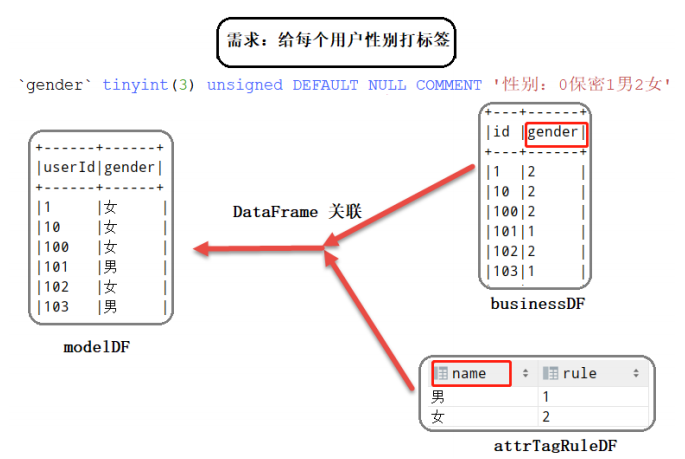 需求：给每个用户性别打标签
`gender` tinyint(3) unsigned DEFAULT NULL COMMENT '性别：0保密1男2女'
+------+------+
|userId|gender|
+------+------+
|1     |女    |
|10    |女    |
|100   |女    |
|101   |男    |
|102   |女    |
|103   |男    |
modelDF
DataFrame 关联
+---+------+
|id |gender|
+---+------+
|1  |2     |
|10 |2     |
|100|2     |
|101|1     |
|102|2     |
|103|1     |
businessDF
name rule
男 1
女 2
attrTagRuleDF